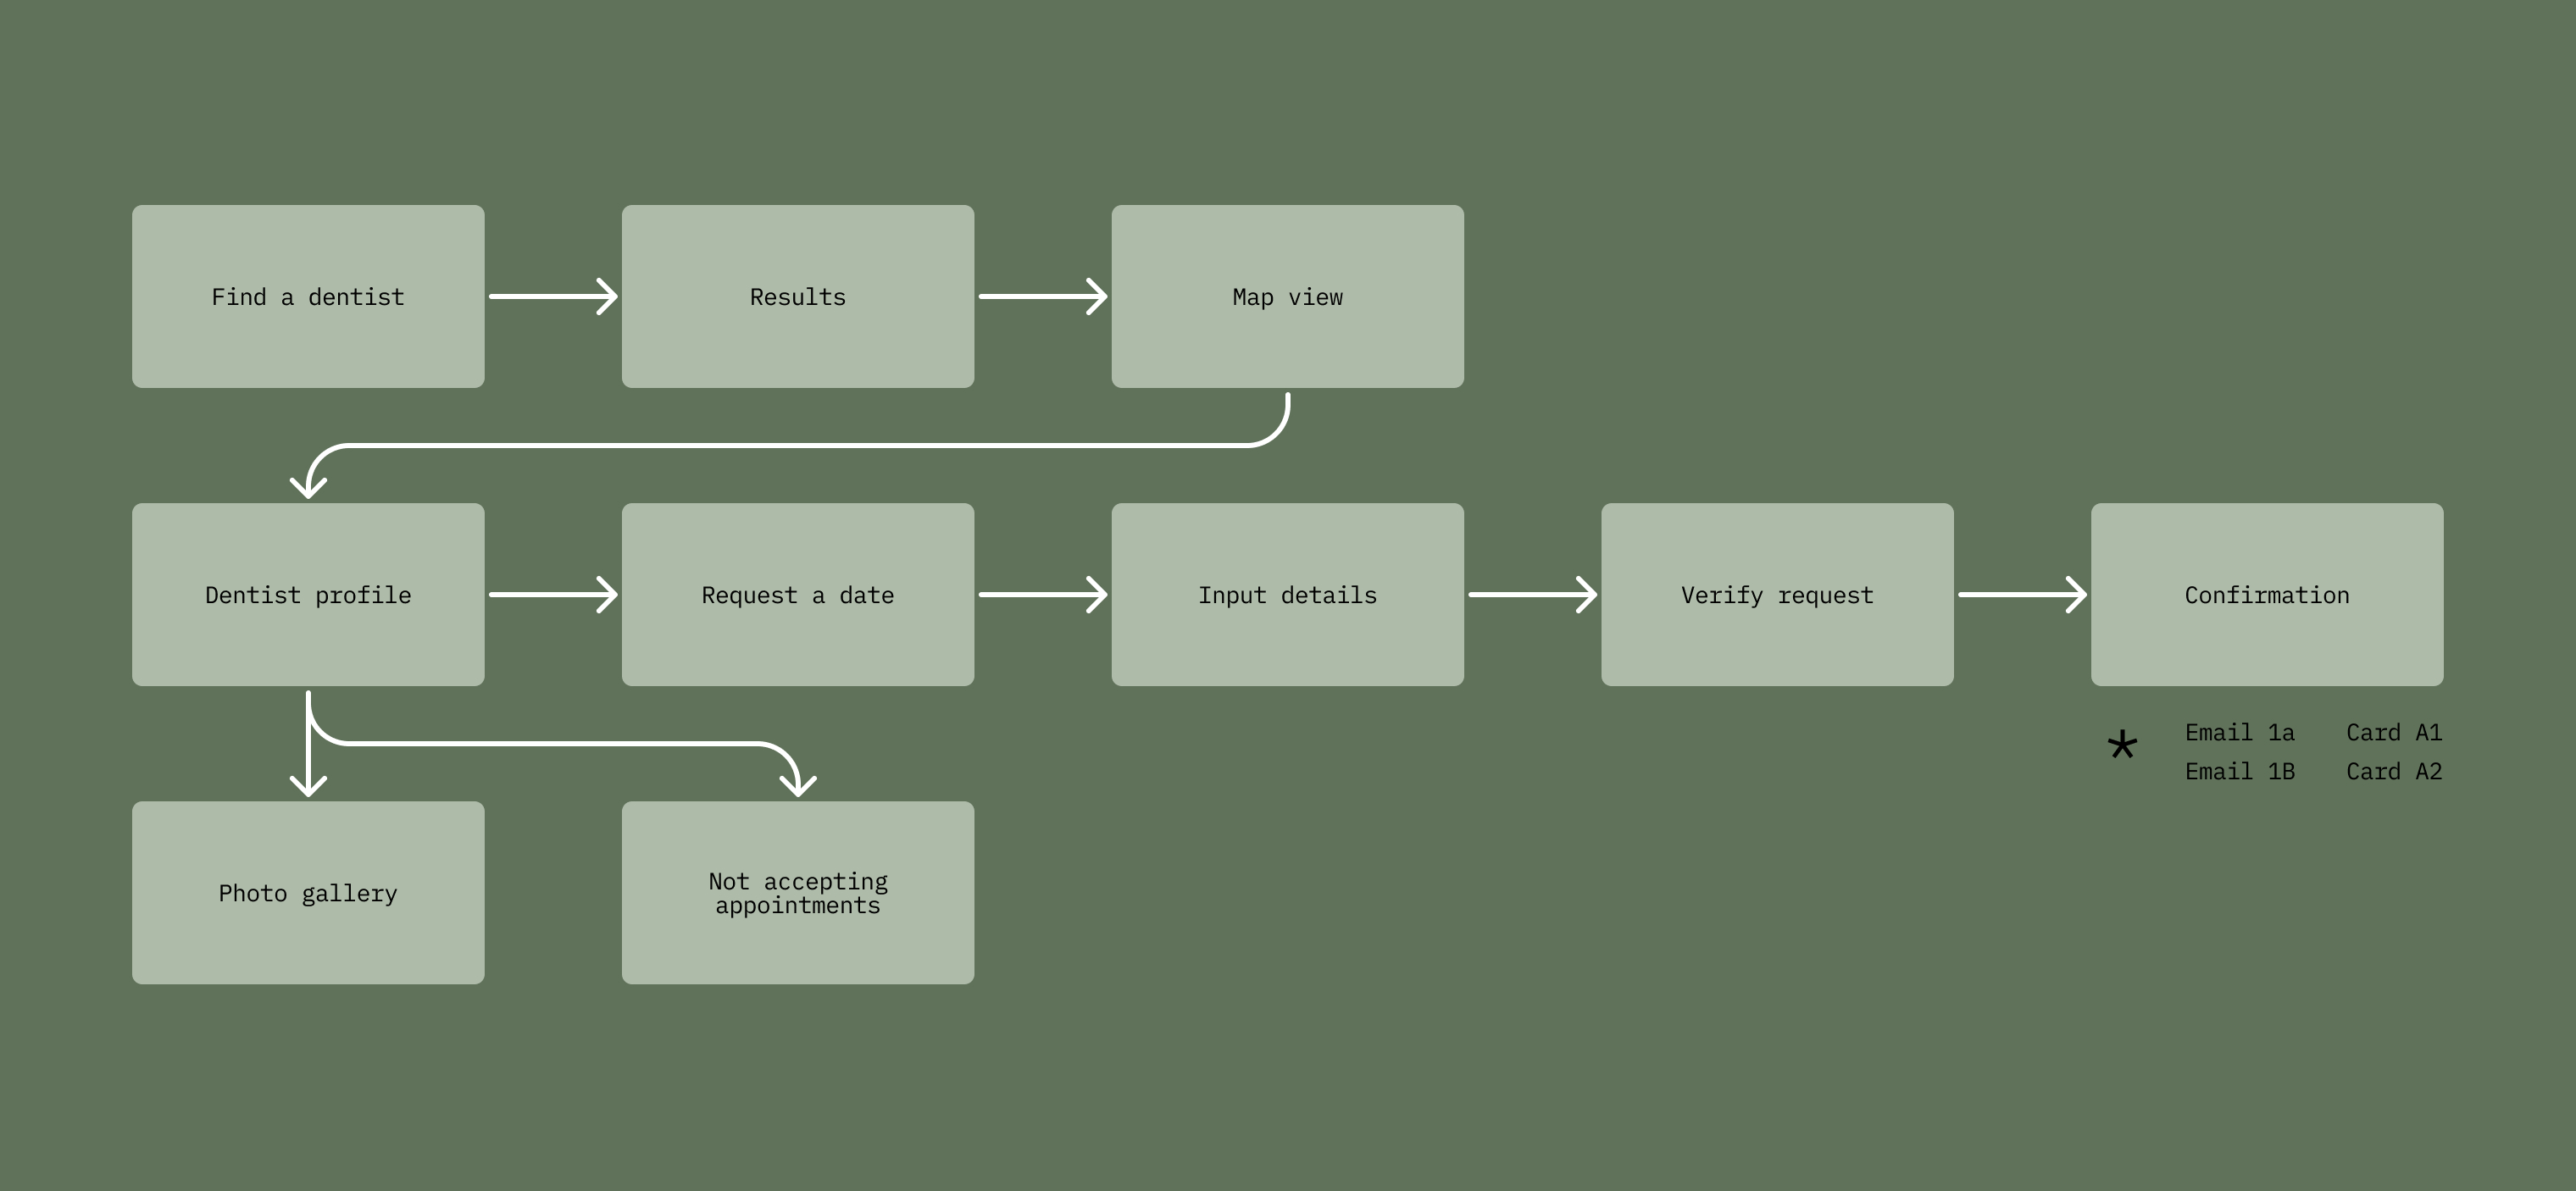 Find a dentist
Results
Map view
Dentist profile
Request a date
Input details
Verify request
Confirmation
* Email 1a Card A1
Email 1B Card A2
Photo gallery
Not accepting
appointments